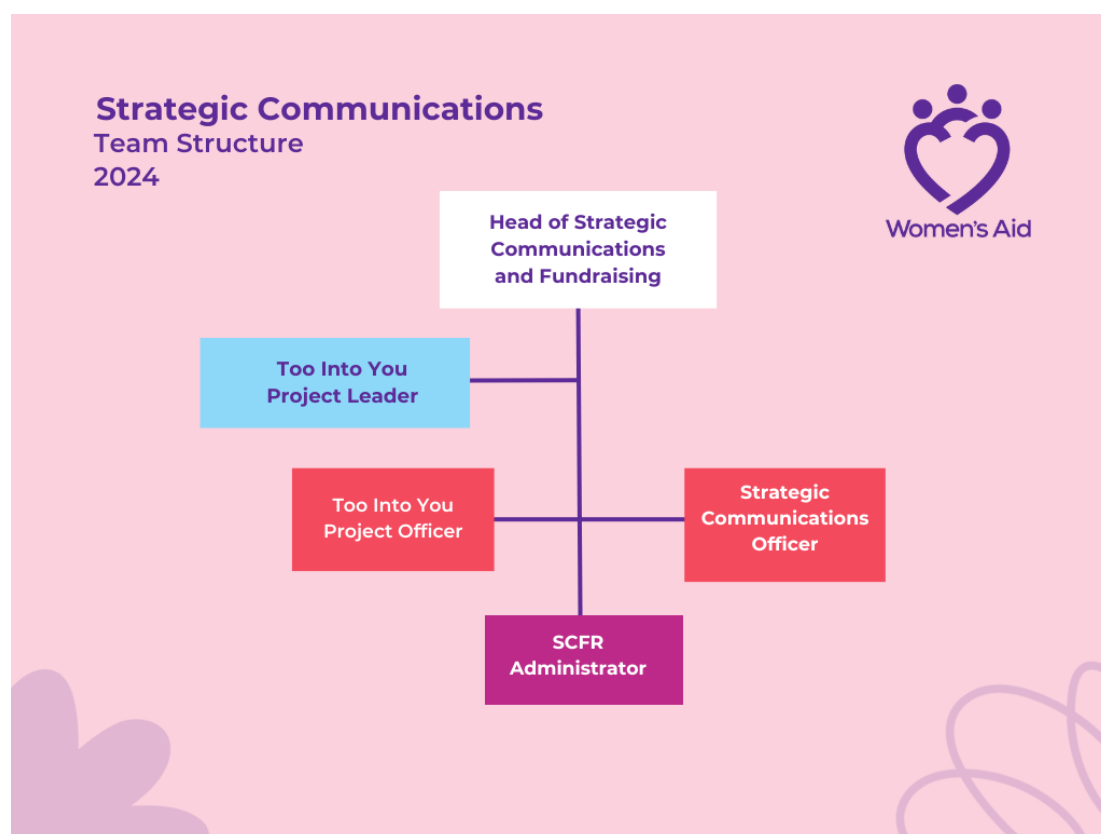 Strategic Communications
Team Structure
2024
Women's Aid
Head of Strategic
Communications
and Fundraising
Too Into You
Project Leader
Too Into You
Project Officer
Strategic
Communications
Officer
SCFR
Administrator